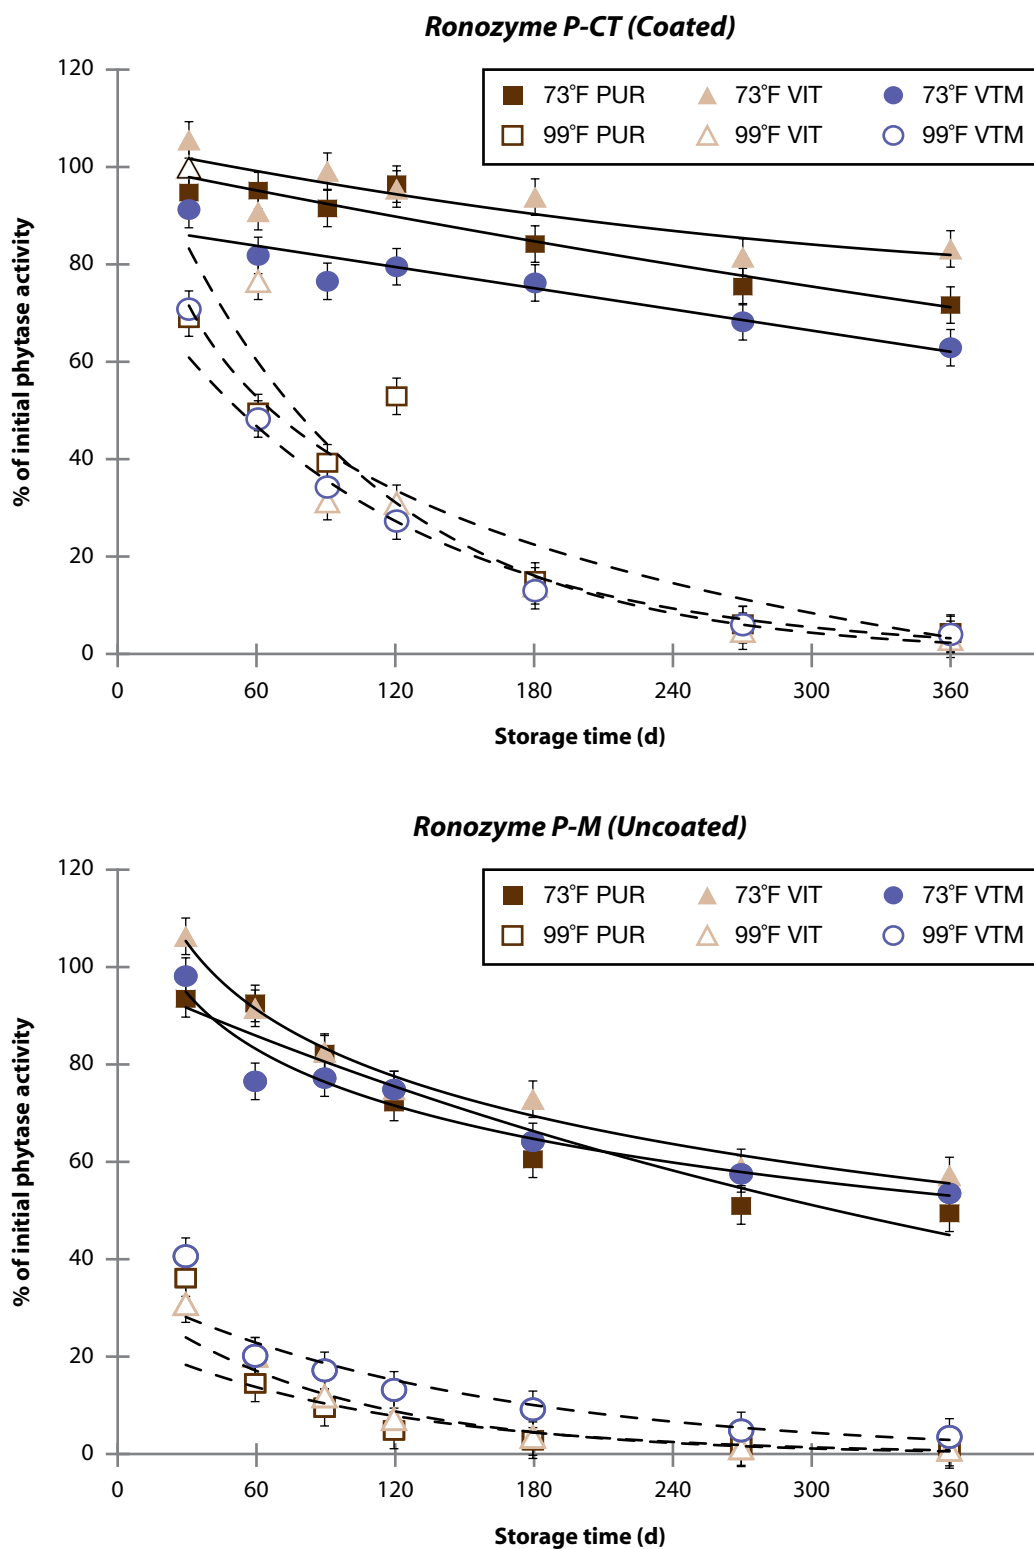 Ronozyme P-CT (Coated)
120
73°F PUR 73°F VIT 73°F VTM
99°F PUR 99°F VIT 99°F VTM
100
80
60
40
20
0
% of initial phytase activity
0 60 120 180 240 300 360
Storage time (d)
Ronozyme P-M (Uncoated)
120
73°F PUR 73°F VIT 73°F VTM
99°F PUR 99°F VIT 99°F VTM
100
80
60
40
20
0
% of initial phytase activity
0 60 120 180 240 300 360
Storage time (d)